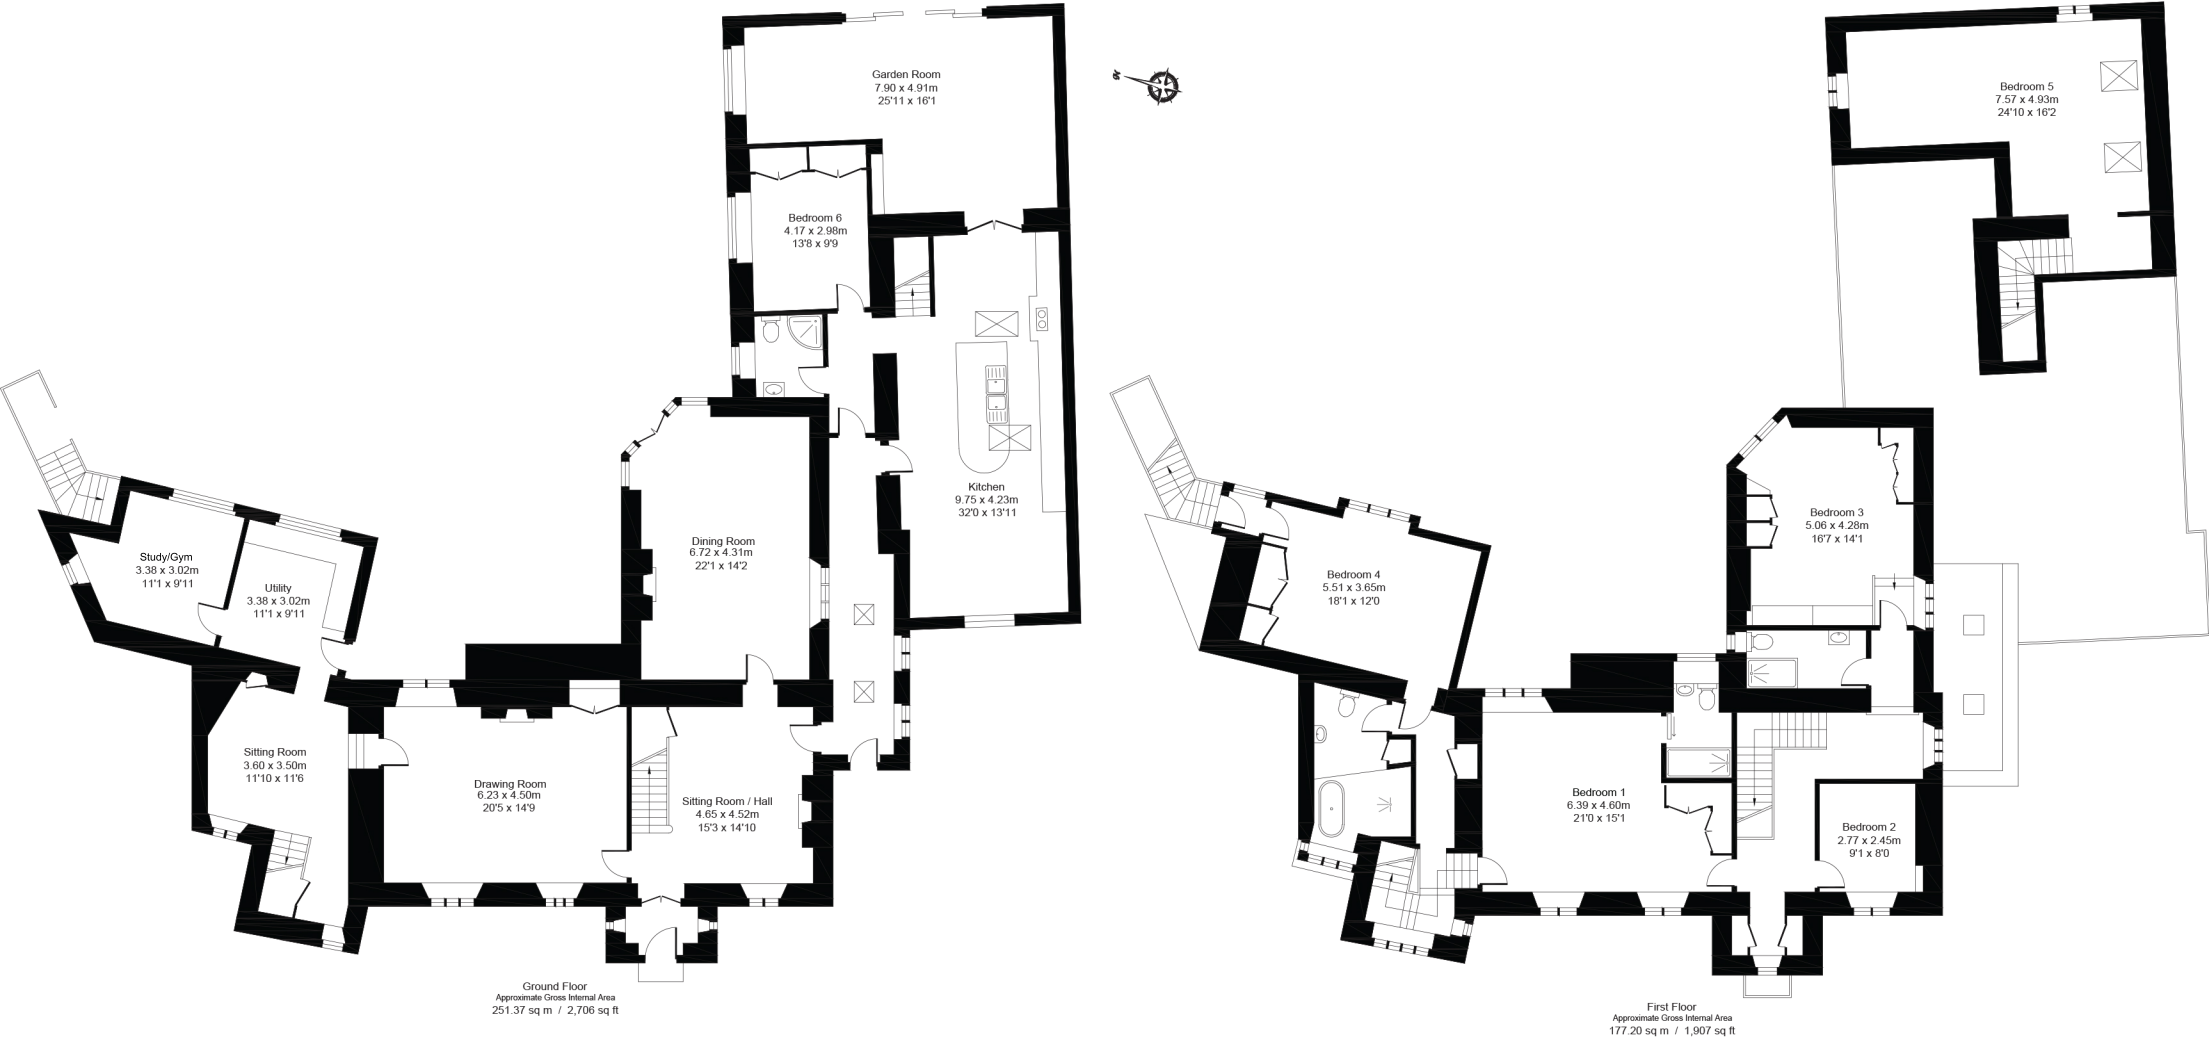 Garden Room
7.90 x 4.91m
25'11 x 16'1
Bedroom 6
4.17 x 2.98m
13'8 x 9'9
Kitchen
9.75 x 4.23m
32'0 x 13'11
Dining Room
6.72 x 4.31m
22'1 x 14'2
Study/Gym
3.38 x 3.02m
11'1 x 9'11
Utility
3.38 x 3.02m
11'1 x 9'11
Sitting Room
3.60 x 3.50m
11'10 x 11'6
Drawing Room
6.23 x 4.50m
20'5 x 14'9
Sitting Room / Hall
4.65 x 4.52m
15'3 x 14'10
Ground Floor
Approximate Gross Internal Area
251.37 sq m / 2,706 sq ft
N
Bedroom 5
7.57 x 4.93m
24'10 x 16'2
Bedroom 3
5.06 x 4.28m
16'7 x 14'1
Bedroom 4
5.51 x 3.65m
18'1 x 12'0
Bedroom 1
6.39 x 4.60m
21'0 x 15'1
Bedroom 2
2.77 x 2.45m
9'1 x 8'0
First Floor
Approximate Gross Internal Area
177.20 sq m / 1,907 sq ft